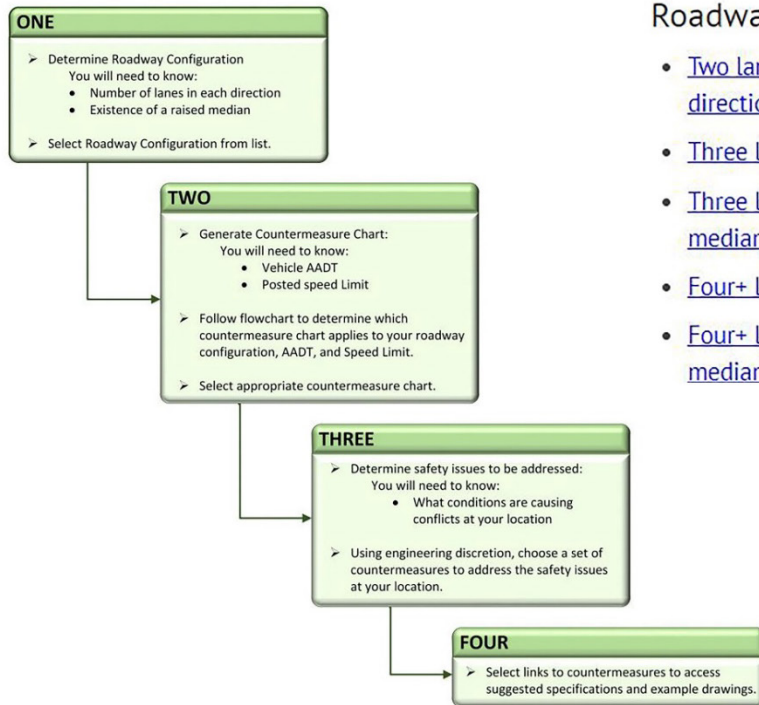 ONE
➢ Determine Roadway Configuration
You will need to know:
• Number of lanes in each direction
• Existence of a raised median
➢ Select Roadway Configuration from list.
TWO
➢ Generate Countermeasure Chart:
You will need to know:
• Vehicle AADT
• Posted speed Limit
➢ Follow flowchart to determine which
countermeasure chart applies to your roadway
configuration, AADT, and Speed Limit.
➢ Select appropriate countermeasure chart.
THREE
➢ Determine safety issues to be addressed:
You will need to know:
• What conditions are causing
conflicts at your location
➢ Using engineering discretion, choose a set of
countermeasures to address the safety issues
at your location.
FOUR
➢ Select links to countermeasures to access
suggested specifications and example drawings.
• Two
• Three
• Three
• Four+
• Four+